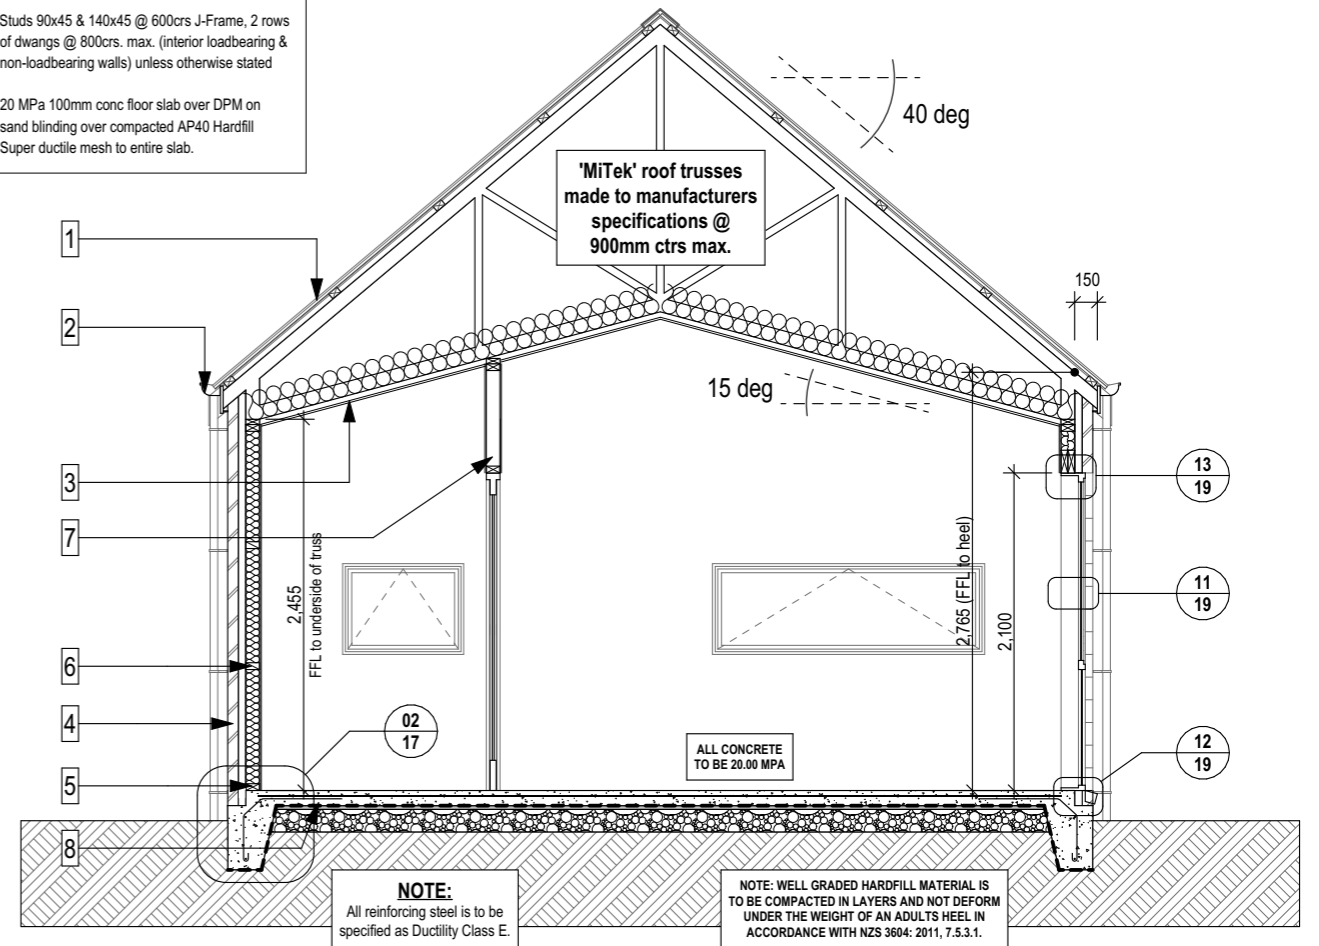 Studs 90x45 & 140x45 @ 600crs J-Frame, 2 rows
of dwangs @ 800crs. max. (interior loadbearing &
non-loadbearing walls) unless otherwise stated
20 MPa 100mm conc floor slab over DPM on
sand blinding over compacted AP40 Hardfill
Super ductile mesh to entire slab.
40 deg
'MiTek' roof trusses
made to manufacturers
specifications @
900mm ctrs max.
1
150
2
15 deg
3
13
19
7
2,455
FFL to underside of truss
2,765 (FFL to heel)
2,100
11
19
6
4
02
17
ALL CONCRETE
TO BE 20.00 MPA
12
19
5
8
NOTE:
All reinforcing steel is to be
specified as Ductility Class E.
NOTE: WELL GRADED HARDFILL MATERIAL IS
TO BE COMPACTED IN LAYERS AND NOT DEFORM
UNDER THE WEIGHT OF AN ADULTS HEEL IN
ACCORDANCE WITH NZS 3604: 2011, 7.5.3.1.